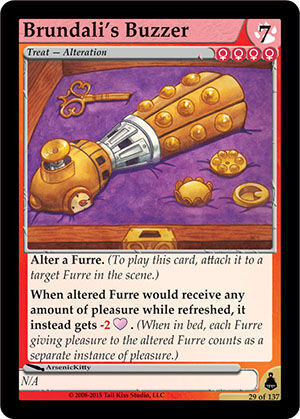 Brundali's Buzzer
7
Treat – Alteration
Alter a Furre. (To play this card, attach it to a
target Furre in the scene.)
When altered Furre would receive any
amount of pleasure while refreshed, it
instead gets -2 . (When in bed, each Furre
giving pleasure to the altered Furre counts as a
separate instance of pleasure.)
N/A
ArsenicKitty
© 2008-2015 Tail Kiss Studio, LLC
29 of 137